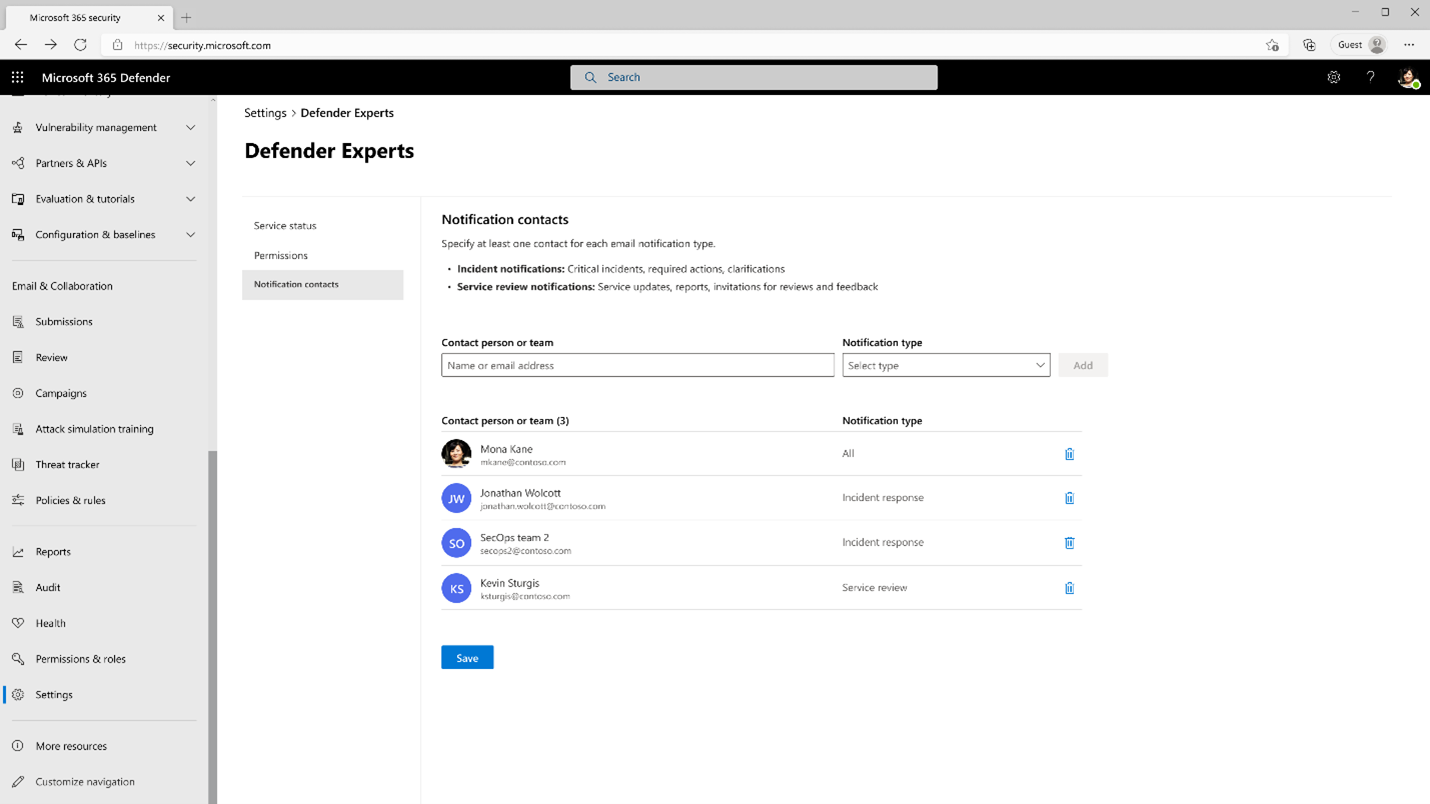 Microsoft 365 security
https://security.microsoft.com
Guest
Microsoft 365 Defender
Search
Vulnerability management
Partners & APIs
Evaluation & tutorials
Configuration & baselines
Email & Collaboration
Submissions
Review
Campaigns
Attack simulation training
Threat tracker
Policies & rules
Reports
Audit
Health
Permissions & roles
Settings
More resources
Customize navigation
Settings > Defender Experts
Defender Experts
Service status
Permissions
Notification contacts
Notification contacts
Specify at least one contact for each email notification type.
• Incident notifications: Critical incidents, required actions, clarifications
• Service review notifications: Service updates, reports, invitations for reviews and feedback
Contact person or team Notification type
Name or email address Select type Add
Contact person or team (3) Notification type
Mona Kane
mkane@contoso.com
All
JW
Jonathan Wolcott
jonathan.wolcott@contoso.com
Incident response
SO
SecOps team 2
secops2@contoso.com
Incident response
KS
Kevin Sturgis
ksturgis@contoso.com
Service review
Save